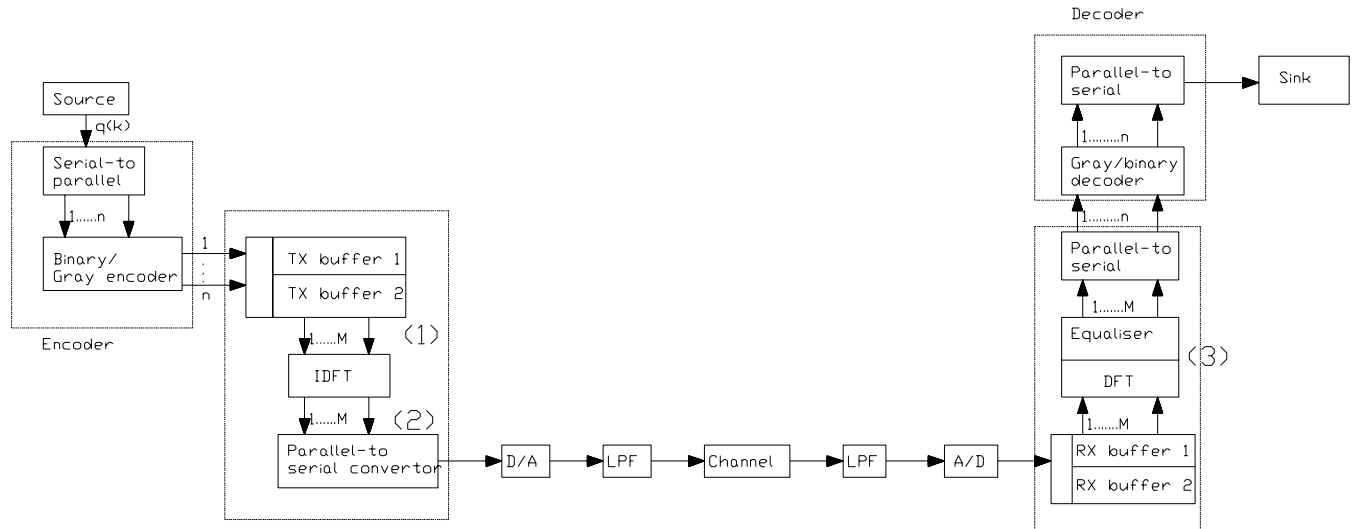 Source
q(k)
Serial-to
parallel
1......n
Binary/
Gray encoder
Encoder
1
n
TX buffer 1
TX buffer 2
1......M
(1)
IDFT
1......M
(2)
Parallel-to
serial convertor
D/A
LPF
Channel
LPF
A/D
RX buffer 1
RX buffer 2
1.......M
DFT
Equaliser
(3)
1.......M
Parallel-to
serial
1.........n
Gray/binary
decoder
1.........n
Parallel-to
serial
Decoder
Sink